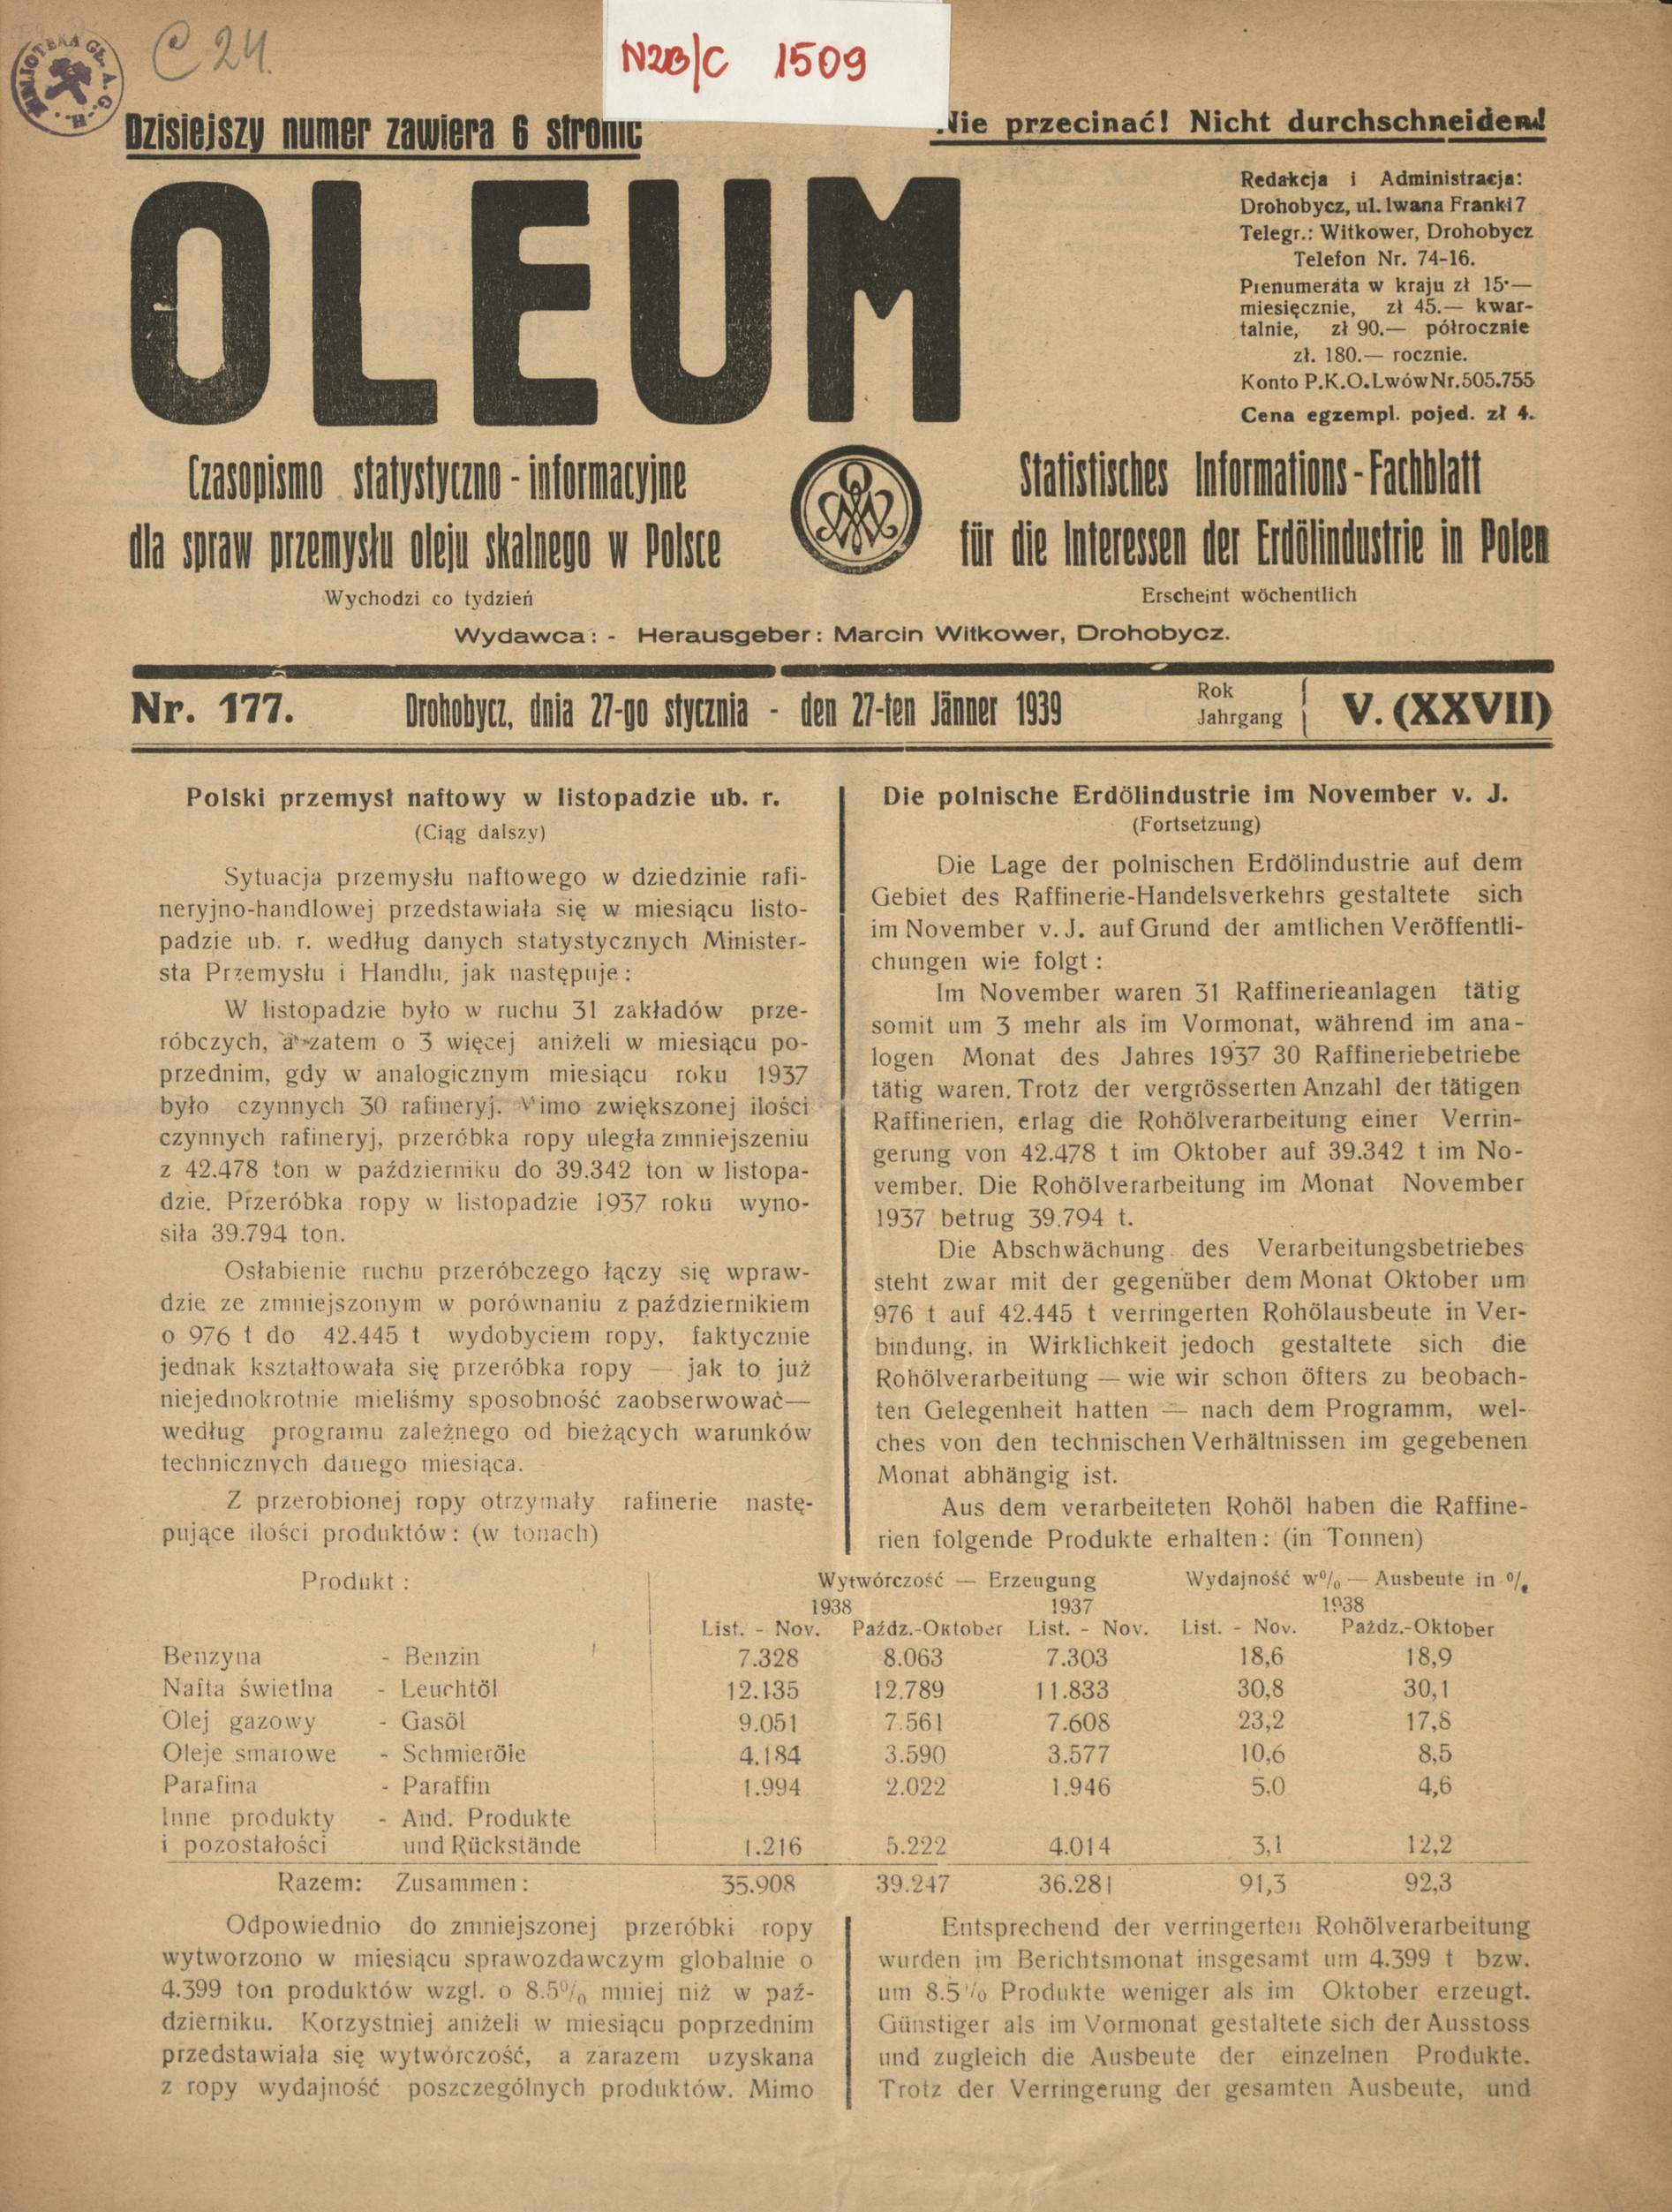 BIBLIOTEKA GŁ. A. G. H.
C 24.
N2B/C 1509
Dzisiejszy numer zawiera 6 stronic
Nie przecinać! Nicht durchschneiden!
OLEUM
Redakcja i Administracja:
Drohobycz, ul. Iwana Franki 7
Telegr.: Witkower, Drohobycz
Telefon Nr. 74-16.
Prenumerata w kraju zł 15·—
miesięcznie, zł 45.— kwar-
talnie, zł 90.— półrocznie
zł. 180.— rocznie.
Konto P.K.O. Lwów Nr. 505.755
Cena egzempl. pojed. zł 4.
Czasopismo statystyczno - informacyjne
dla spraw przemysłu oleju skalnego w Polsce
Wychodzi co tydzień
Statistisches Informations - Fachblatt
für die Interessen der Erdölindustrie in Polen
Erscheint wöchentlich
Wydawca: - Herausgeber: Marcin Witkower, Drohobycz.
Nr. 177. Drohobycz, dnia 27-go stycznia - den 27-ten Jänner 1939 Rok Jahrgang V. (XXVII)
Polski przemysł naftowy w listopadzie ub. r.
(Ciąg dalszy)
Sytuacja przemysłu naftowego w dziedzinie rafi-
neryjno-handlowej przedstawiała się w miesiącu listo-
padzie ub. r. według danych statystycznych Minister-
sta Przemysłu i Handlu, jak następuje:
W listopadzie było w ruchu 31 zakładów prze-
róbczych, a zatem o 3 więcej aniżeli w miesiącu po-
przednim, gdy w analogicznym miesiącu roku 1937
było czynnych 30 rafineryj. Mimo zwiększonej ilości
czynnych rafineryj, przeróbka ropy uległa zmniejszeniu
z 42.478 ton w październiku do 39.342 ton w listopa-
dzie. Przeróbka ropy w listopadzie 1937 roku wyno-
siła 39.794 ton.
Osłabienie ruchu przeróbczego łączy się wpraw-
dzie ze zmniejszonym w porównaniu z październikiem
o 976 t do 42.445 t wydobyciem ropy, faktycznie
jednak kształtowała się przeróbka ropy — jak to już
niejednokrotnie mieliśmy sposobność zaobserwować—
według programu zależnego od bieżących warunków
technicznych danego miesiąca.
Z przerobionej ropy otrzymały rafinerie nastę-
pujące ilości produktów: (w tonach)
Die polnische Erdölindustrie im November v. J.
(Fortsetzung)
Die Lage der polnischen Erdölindustrie auf dem
Gebiet des Raffinerie-Handelsverkehrs gestaltete sich
im November v. J. auf Grund der amtlichen Veröffentli-
chungen wie folgt:
Im November waren 31 Raffinerieanlagen tätig
somit um 3 mehr als im Vormonat, während im ana-
logen Monat des Jahres 1937 30 Raffineriebetriebe
tätig waren. Trotz der vergrösserten Anzahl der tätigen
Raffinerien, erlag die Rohölverarbeitung einer Verrin-
gerung von 42.478 t im Oktober auf 39.342 t im No-
vember. Die Rohölverarbeitung im Monat November
1937 betrug 39.794 t.
Die Abschwächung des Verarbeitungsbetriebes
steht zwar mit der gegenüber dem Monat Oktober um
976 t auf 42.445 t verringerten Rohölausbeute in Ver-
bindung, in Wirklichkeit jedoch gestaltete sich die
Rohölverarbeitung — wie wir schon öfters zu beobach-
ten Gelegenheit hatten — nach dem Programm, wel-
ches von den technischen Verhältnissen im gegebenen
Monat abhängig ist.
Aus dem verarbeiteten Rohöl haben die Raffine-
rien folgende Produkte erhalten: (in Tonnen)
Produkt: Wytwórczość — Erzeugung Wydajność w % — Ausbeute in %
1938 1937 1938
List. - Nov. Paźdz.-Oktober List. - Nov. List. - Nov. Paźdz.-Oktober
Benzyna - Benzin 7.328 8.063 7.303 18,6 18,9
Nafta świetlna - Leuchtöl 12.135 12.789 11.833 30,8 30,1
Olej gazowy - Gasöl 9.051 7.561 7.608 23,2 17,8
Oleje smarowe - Schmieröle 4.184 3.590 3.577 10,6 8,5
Parafina - Paraffin 1.994 2.022 1.946 5,0 4,6
Inne produkty - And. Produkte
i pozostałości und Rückstände 1.216 5.222 4.014 3,1 12,2
Razem: Zusammen: 35.908 39.247 36.281 91,3 92,3
Odpowiednio do zmniejszonej przeróbki ropy
wytworzono w miesiącu sprawozdawczym globalnie o
4.399 ton produktów wzgl. o 8.5% mniej niż w paź-
dzierniku. Korzystniej aniżeli w miesiącu poprzednim
przedstawiała się wytwórczość, a zarazem uzyskana
z ropy wydajność poszczególnych produktów. Mimo
Entsprechend der verringerten Rohölverarbeitung
wurden im Berichtsmonat insgesamt um 4.399 t bzw.
um 8.5% Produkte weniger als im Oktober erzeugt.
Günstiger als im Vormonat gestaltete sich der Ausstoss
und zugleich die Ausbeute der einzelnen Produkte.
Trotz der Verringerung der gesamten Ausbeute, und